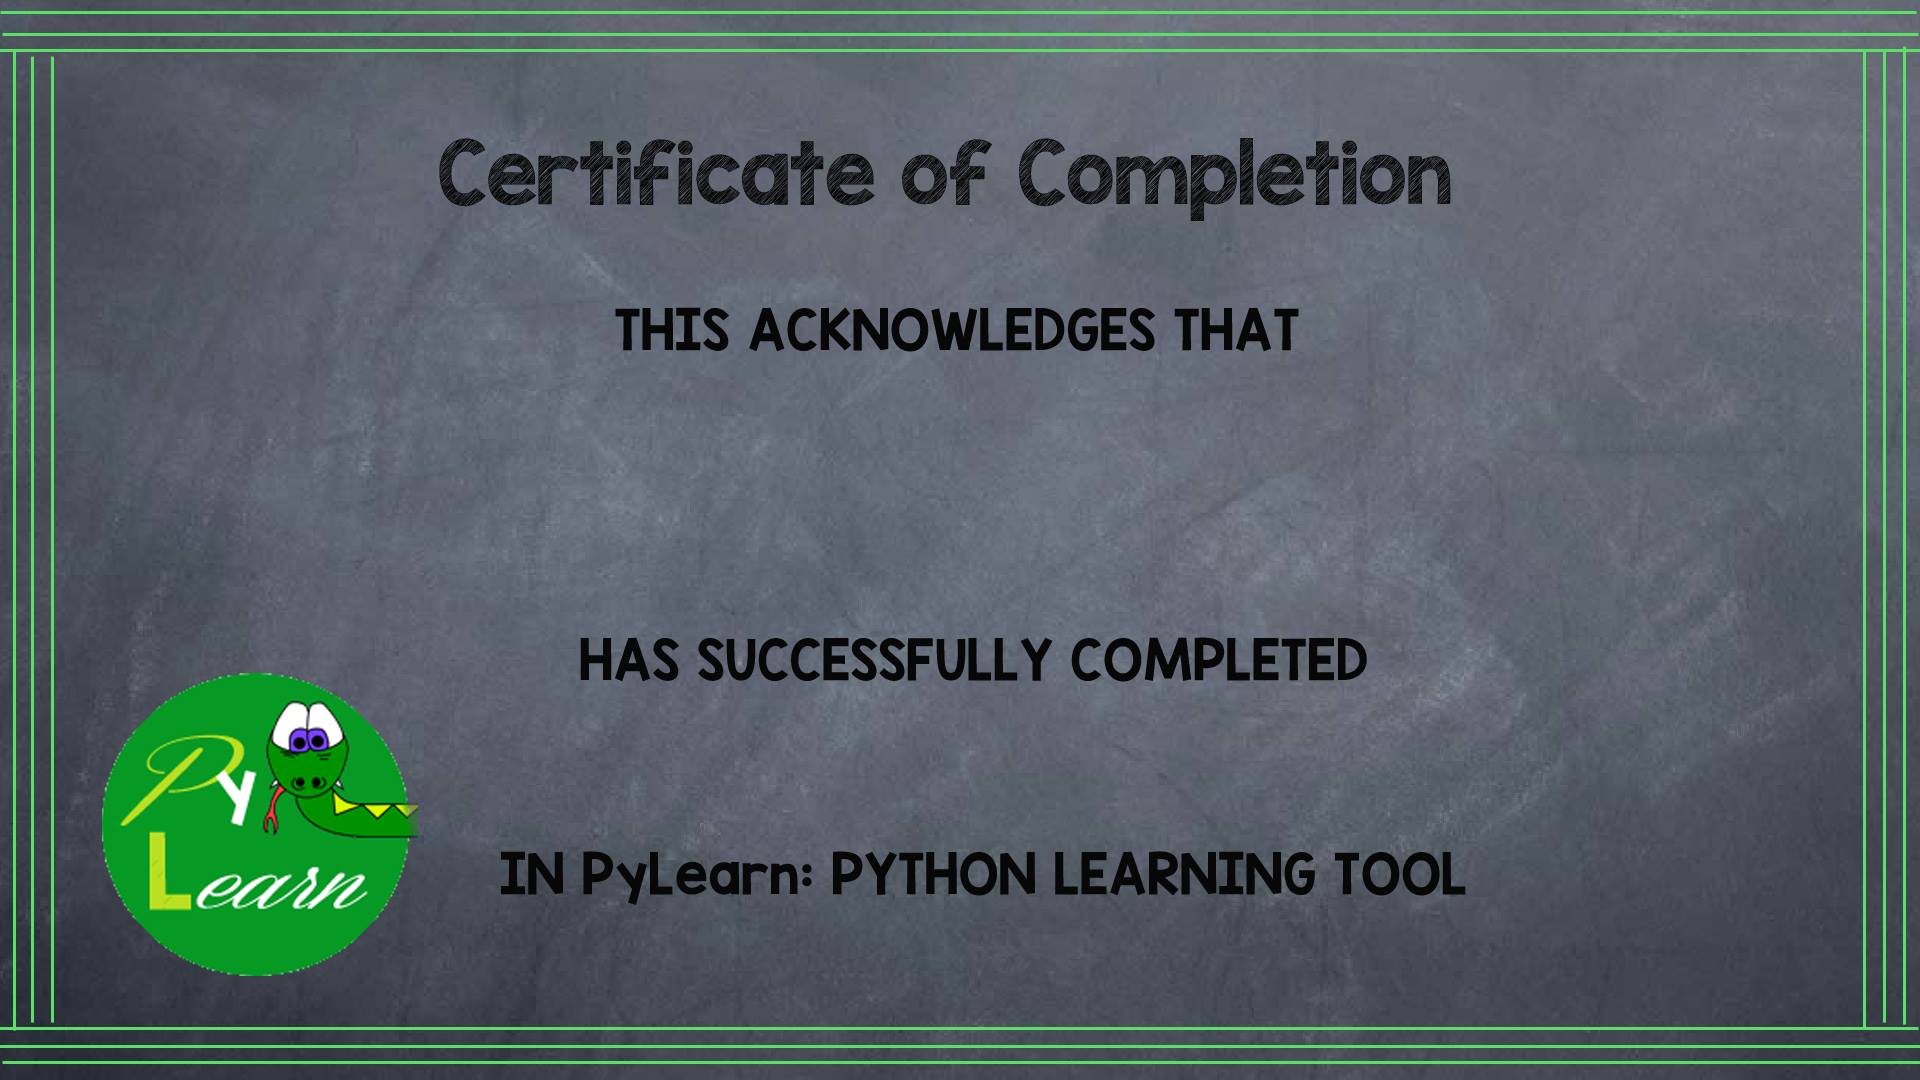 Certificate of Completion
THIS ACKNOWLEDGES THAT
HAS SUCCESSFULLY COMPLETED
Py
Learn
IN PyLearn: PYTHON LEARNING TOOL